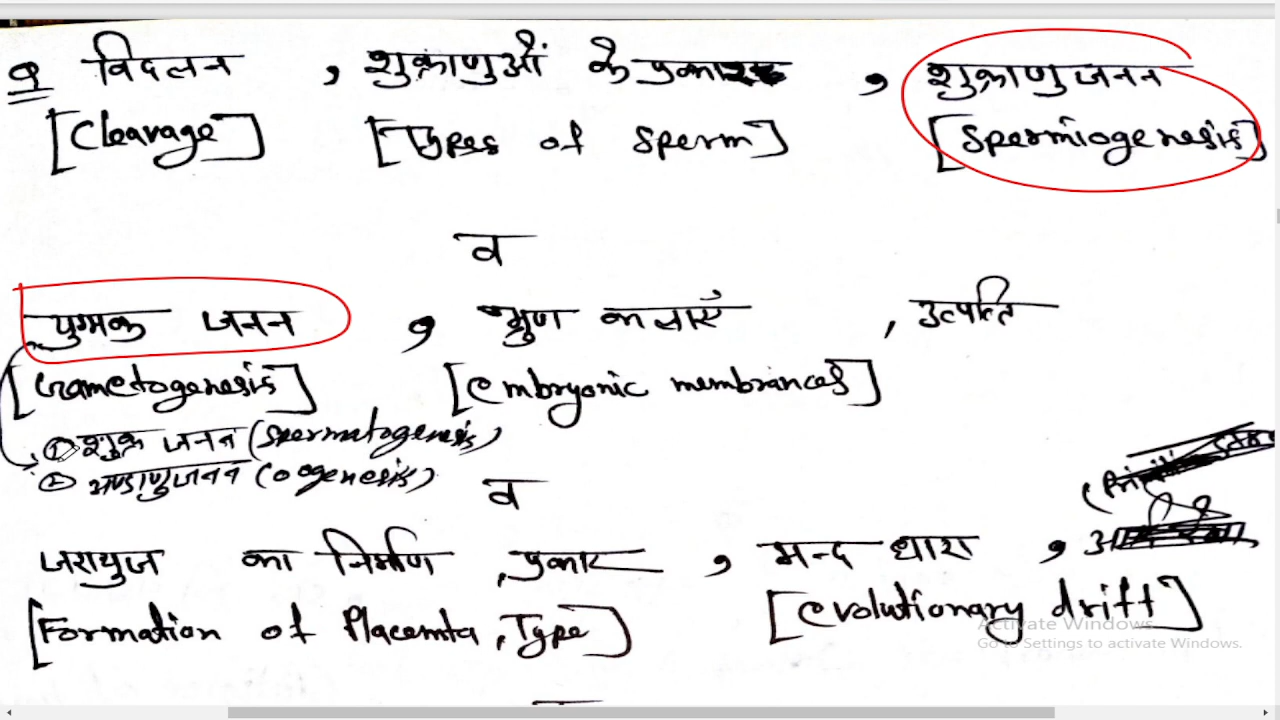 प्र विदलन , शुक्राणुओं के प्रकार , शुक्राणुजनन
[Cleavage] [Types of Sperm] [Spermiogenesis]
व
युग्मक जनन , भ्रुण कलाएँ , उत्पत्ति
[Gametogenesis] [embryonic membrances]
① शुक्र जनन (Spermatogenesis)
② अण्डाणुजनन (oogenesis)
व
जरायुज का निर्माण , प्रकार , मन्द धारा ,
[Formation of Placemta, Type] [evolutionary drift]
Activate Windows
Go to Settings to activate Windows.